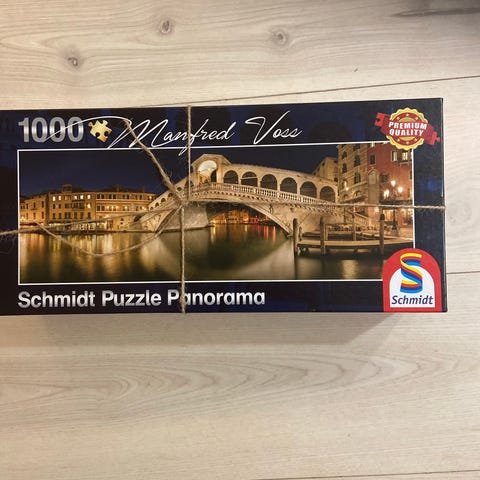 1000 Manfred Voss
PREMIUM
QUALITY
Schmidt Puzzle Panorama
Schmidt